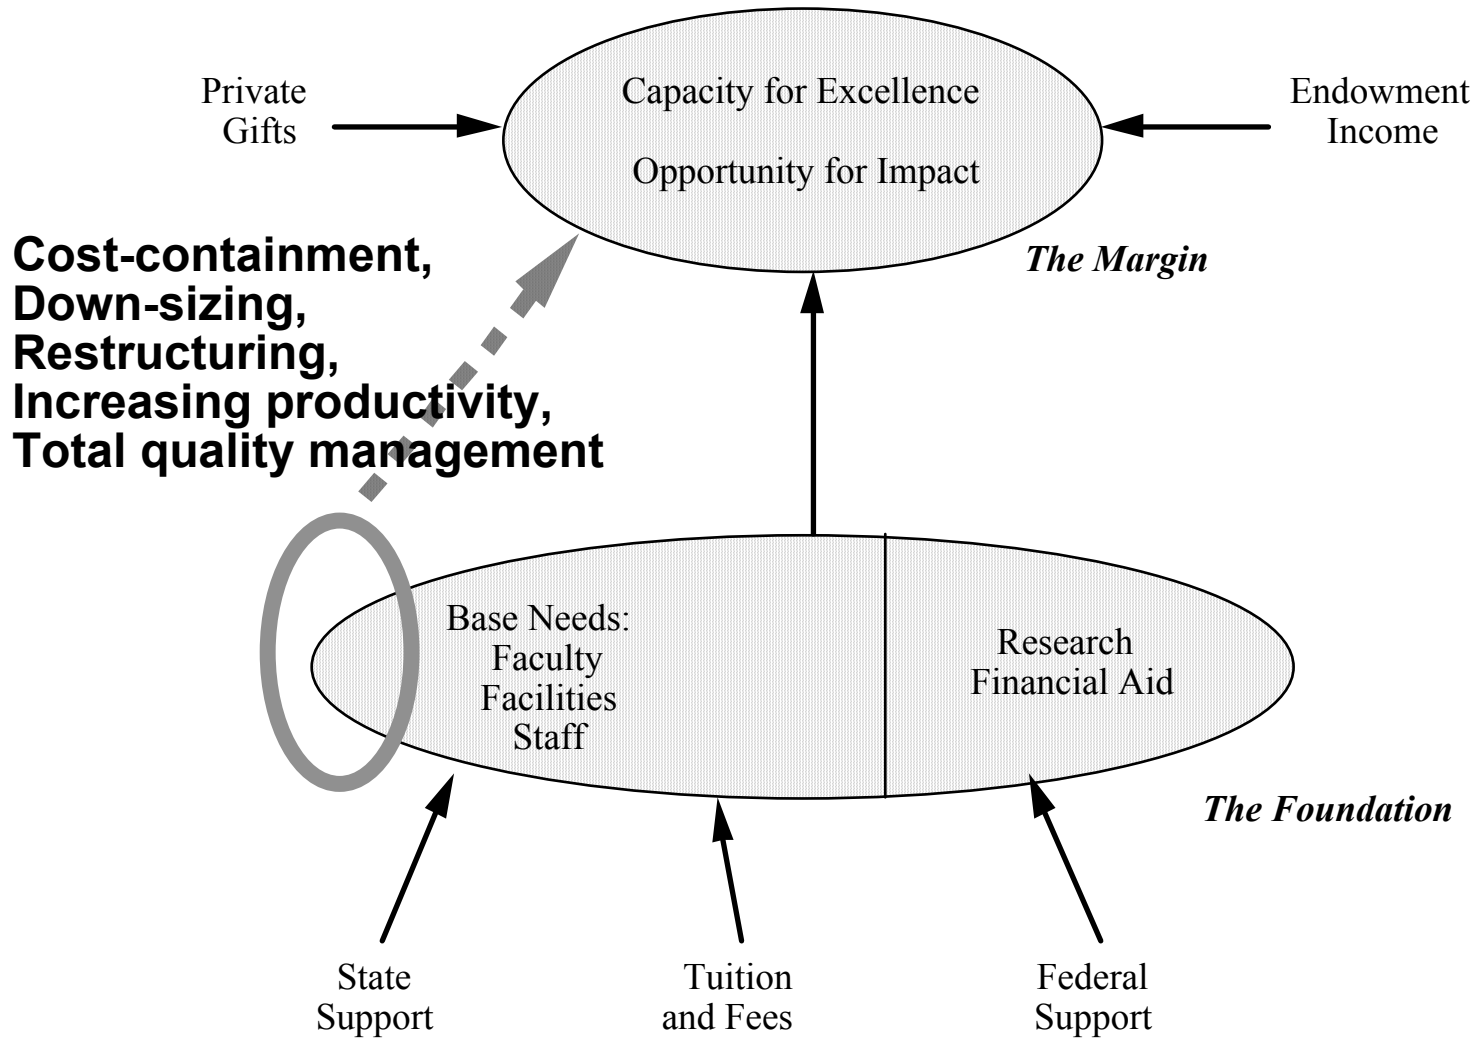 Private
Gifts
Capacity for Excellence
Opportunity for Impact
Endowment
Income
The Margin
Cost-containment,
Down-sizing,
Restructuring,
Increasing productivity,
Total quality management
Base Needs:
Faculty
Facilities
Staff
Research
Financial Aid
The Foundation
State
Support
Tuition
and Fees
Federal
Support